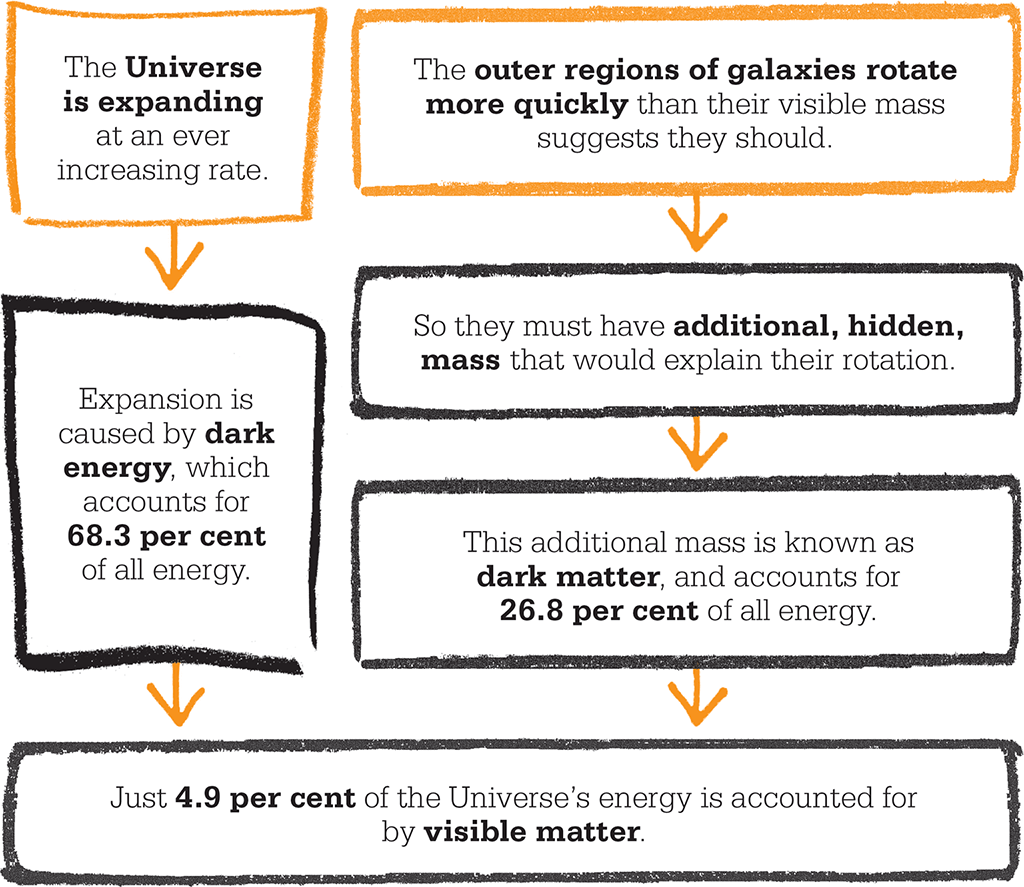 The Universe
is expanding
at an ever
increasing rate.
Expansion is
caused by dark
energy, which
accounts for
68.3 per cent
of all energy.
The outer regions of galaxies rotate
more quickly than their visible mass
suggests they should.
So they must have additional, hidden,
mass that would explain their rotation.
This additional mass is known as
dark matter, and accounts for
26.8 per cent of all energy.
Just 4.9 per cent of the Universe’s energy is accounted for
by visible matter.